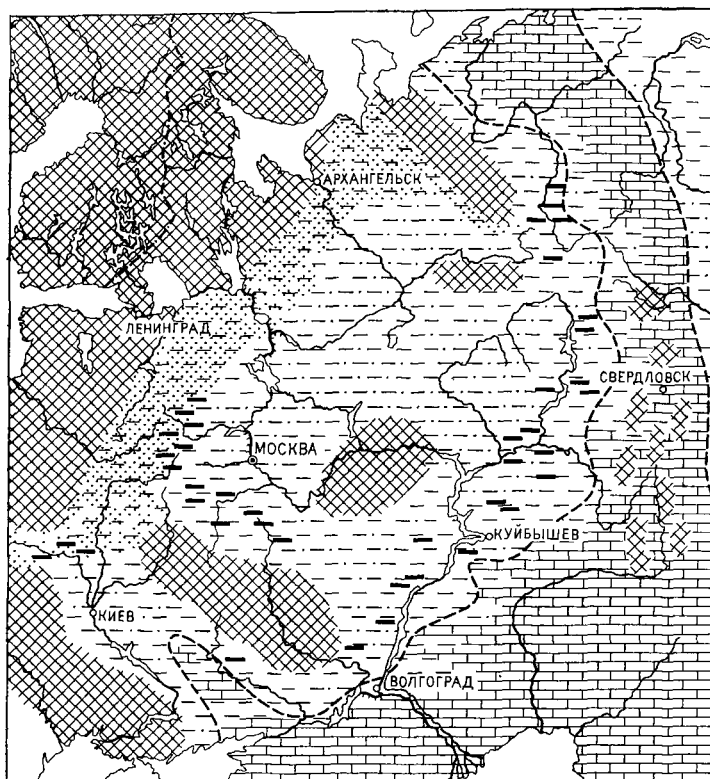 АРХАНГЕЛЬСК
ЛЕНИНГРАД
СВЕРДЛОВСК
МОСКВА
КУЙБЫШЕВ
КИЕВ
ВОЛГОГРАД